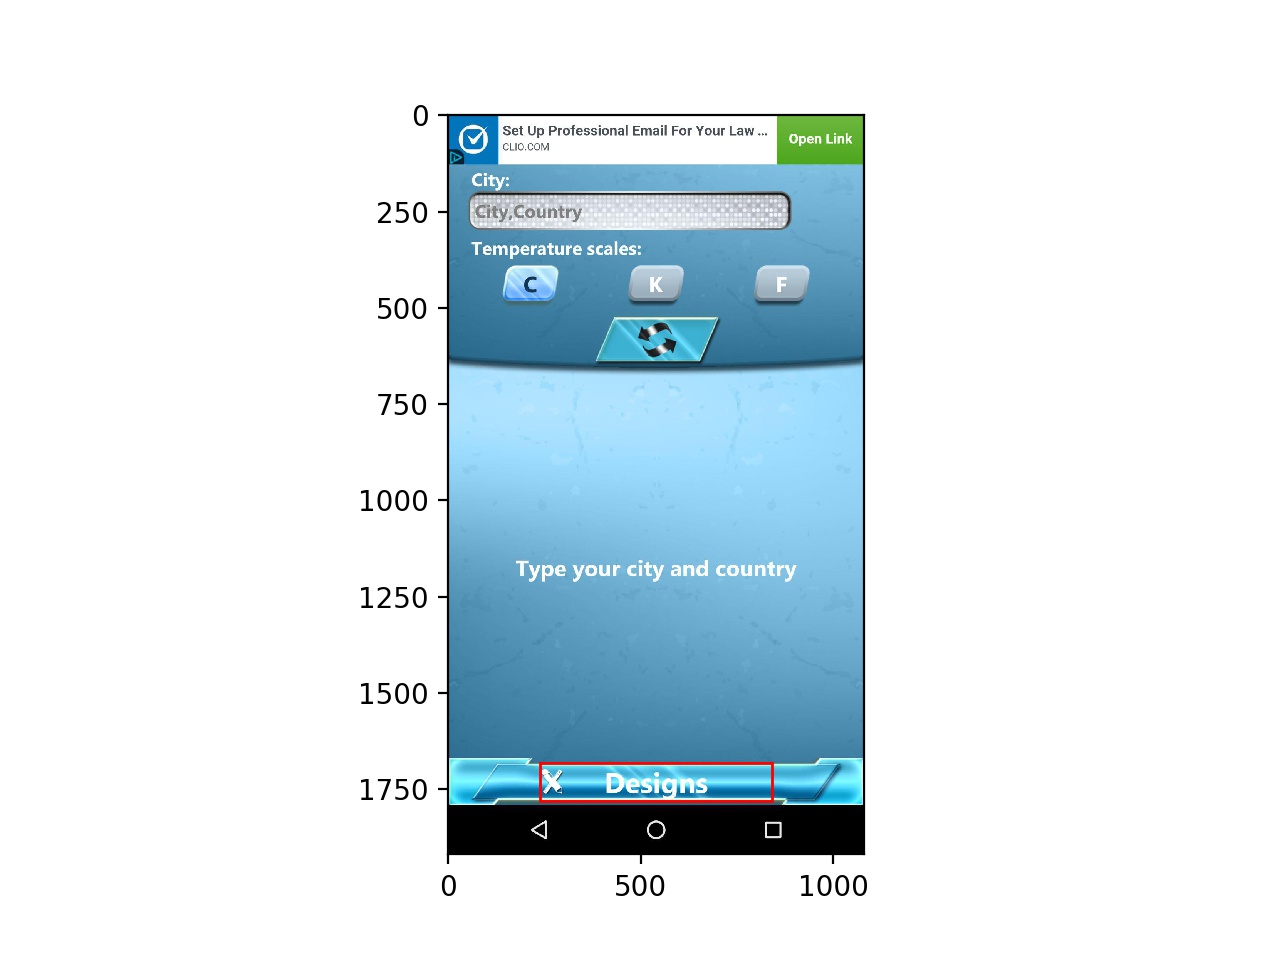 0
250
500
750
1000
1250
1500
1750
Set Up Professional Email For Your Law ...
CLIO.COM
Open Link
City:
City,Country
Temperature scales:
C K F
Type your city and country
Designs
0 500 1000